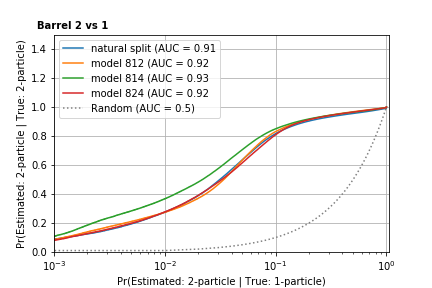 Barrel 2 vs 1
Pr(Estimated: 2-particle | True: 2-particle)
1.4
1.2
1.0
0.8
0.6
0.4
0.2
0.0
natural split (AUC = 0.91
model 812 (AUC = 0.92
model 814 (AUC = 0.93
model 824 (AUC = 0.92
Random (AUC = 0.5)
10⁻³ 10⁻² 10⁻¹ 10⁰
Pr(Estimated: 2-particle | True: 1-particle)